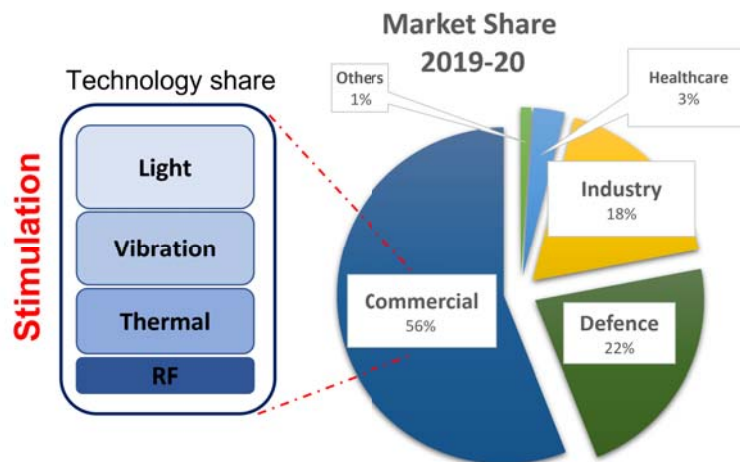 Market Share
2019-20
Technology share
Stimulation
Light
Vibration
Thermal
RF
Others
1%
Healthcare
3%
Industry
18%
Commercial
56%
Defence
22%